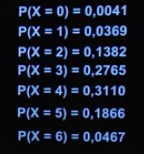 P(X = 0) = 0,0041
P(X = 1) = 0,0369
P(X = 2) = 0,1382
P(X = 3) = 0,2765
P(X = 4) = 0,3110
P(X = 5) = 0,1866
P(X = 6) = 0,0467